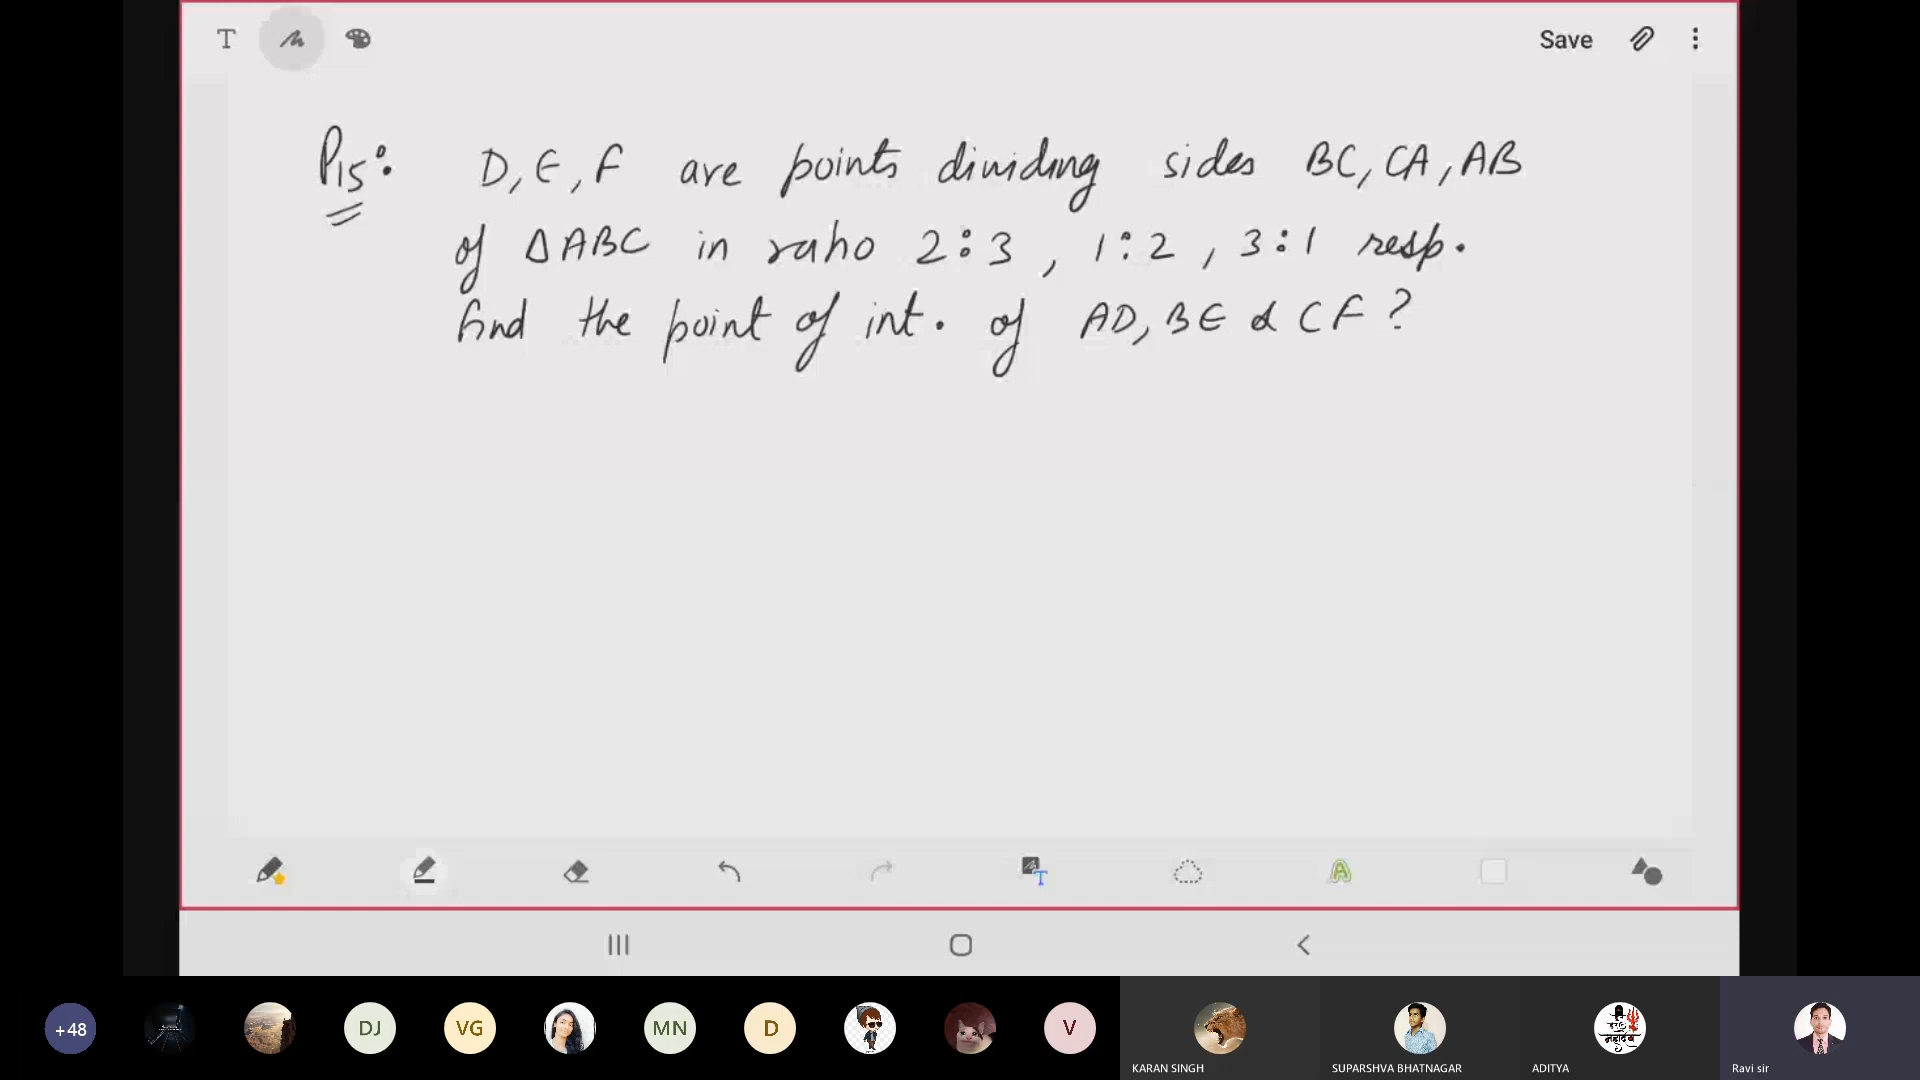 T Save
P15: D, E, F are points dividing sides BC, CA, AB
of ΔABC in ratio 2:3, 1:2, 3:1 resp.
find the point of int. of AD, BE & CF?
T A
+48 DJ VG MN D V
KARAN SINGH SUPARSHVA BHATNAGAR ADITYA Ravi sir